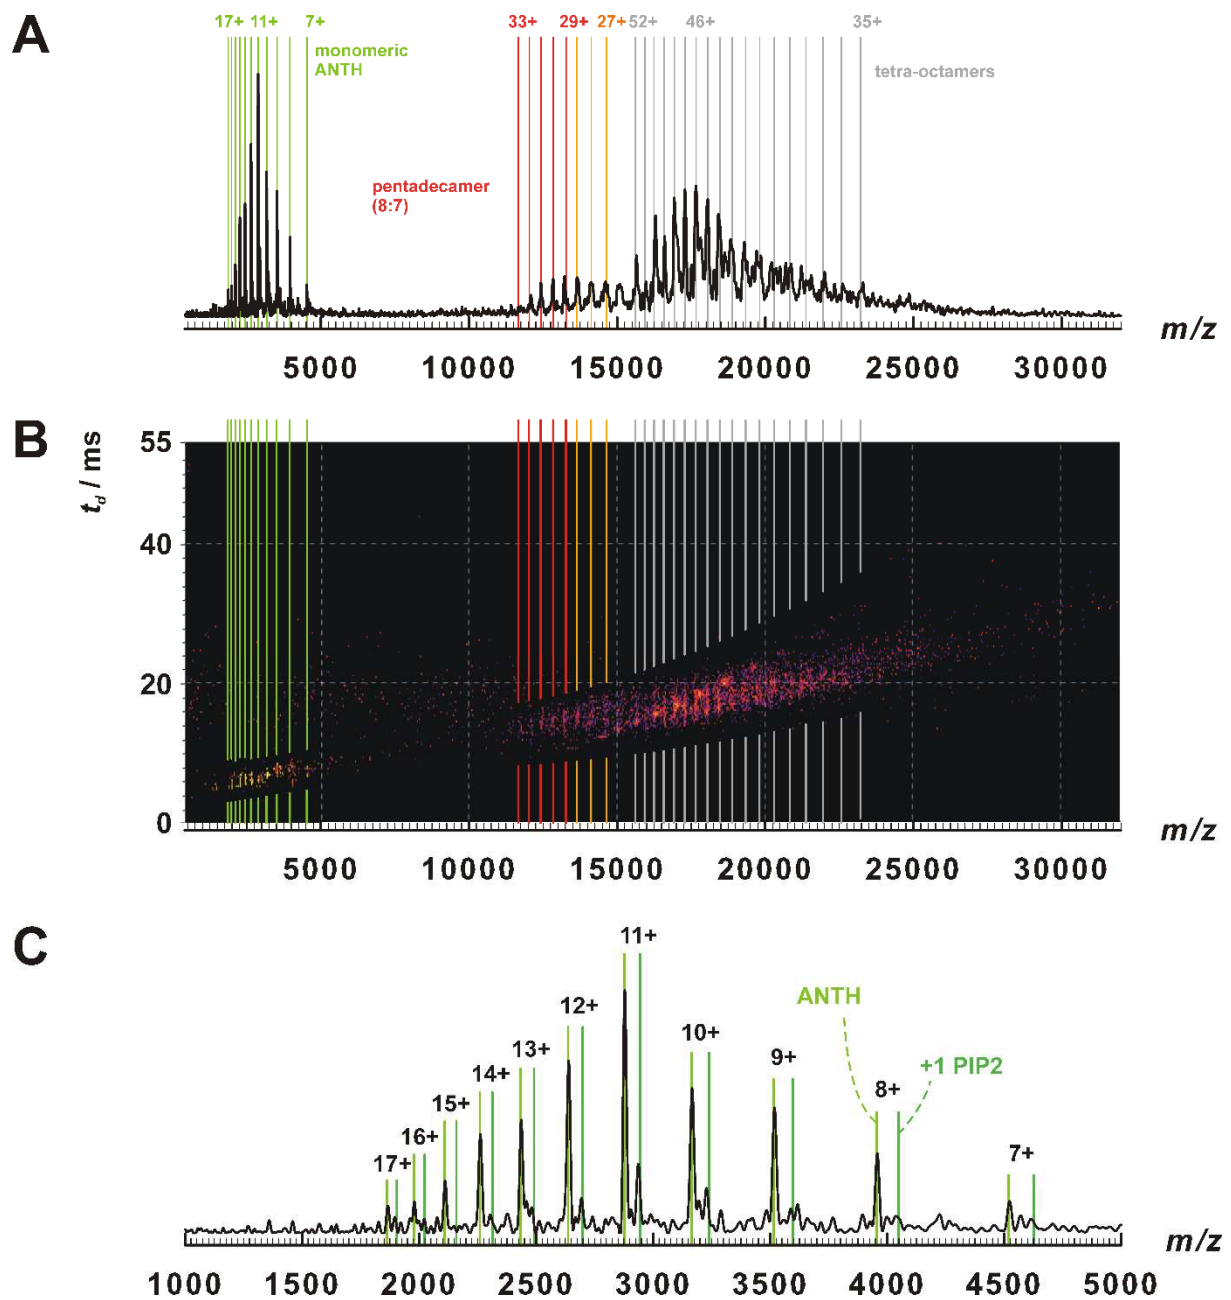 A
17+ 11+ 7+ 33+ 29+ 27+ 52+ 46+ 35+
monomeric
ANTH
tetra-octamers
pentadecamer
(8:7)
m/z
5000 10000 15000 20000 25000 30000
B
55
t_d / ms
40
20
0
m/z
5000 10000 15000 20000 25000 30000
C
11+
12+
ANTH
10+
13+
9+
+1 PIP2
14+
8+
15+
16+
7+
17+
m/z
1000 1500 2000 2500 3000 3500 4000 4500 5000